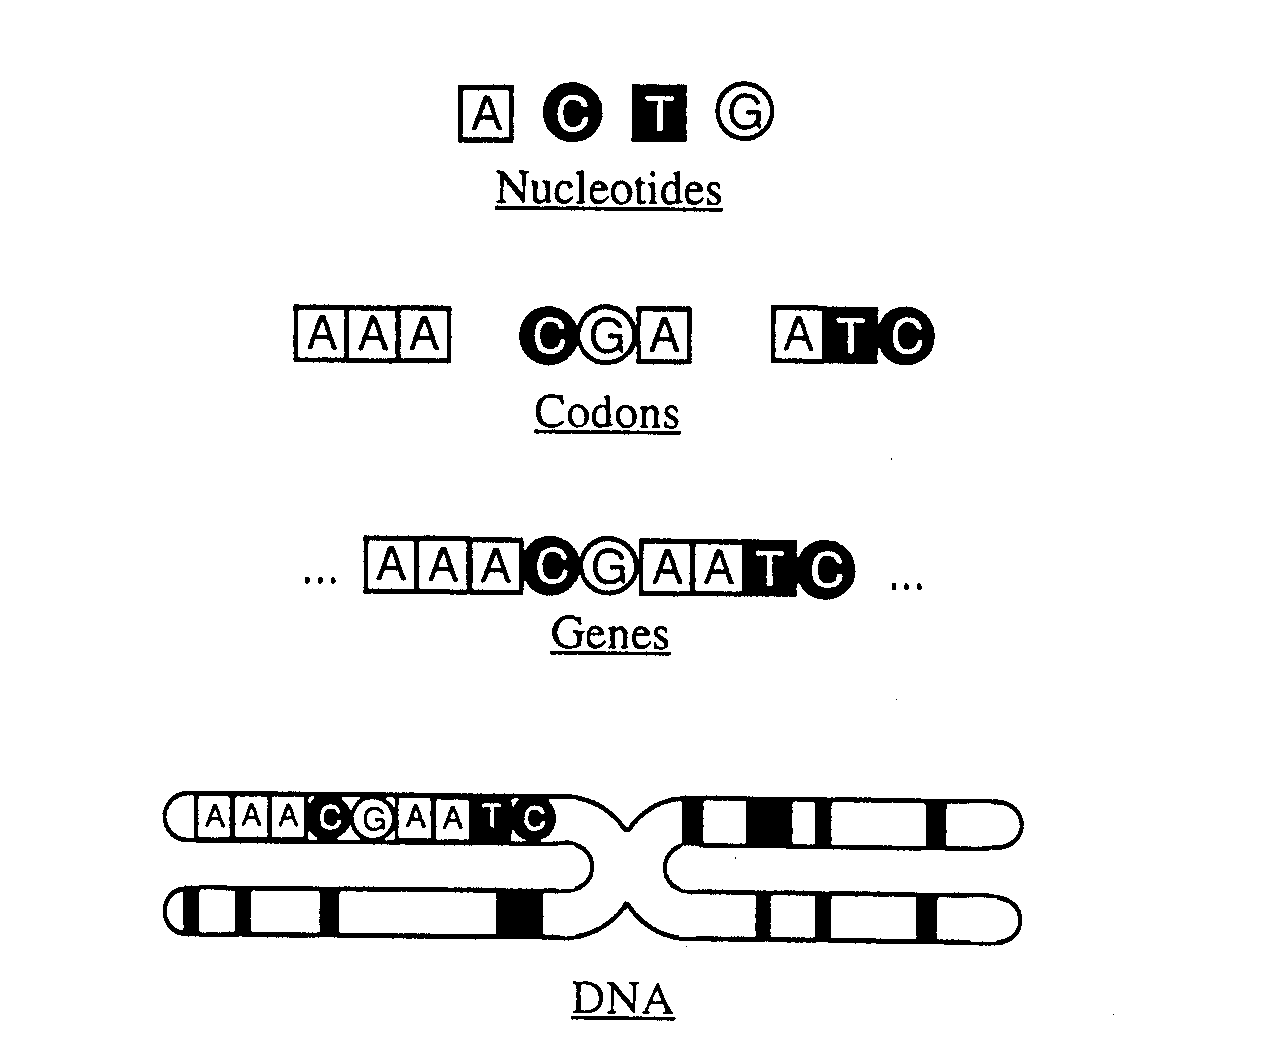 A C T G
Nucleotides
AAA CGA ATC
Codons
... AAACGAATC ...
Genes
AAACGAATC
DNA